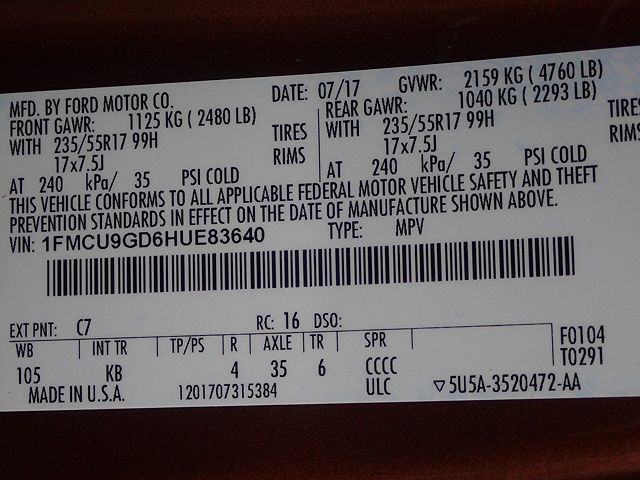 MFD. BY FORD MOTOR CO. DATE: 07/17 GVWR: 2159 KG ( 4760 LB)
FRONT GAWR: 1125 KG ( 2480 LB) REAR GAWR: 1040 KG ( 2293 LB)
WITH 235/55R17 99H TIRES WITH 235/55R17 99H TIRES
17x7.5J RIMS 17x7.5J RIMS
AT 240 kPa/ 35 PSI COLD AT 240 kPa/ 35 PSI COLD
THIS VEHICLE CONFORMS TO ALL APPLICABLE FEDERAL MOTOR VEHICLE SAFETY AND THEFT
PREVENTION STANDARDS IN EFFECT ON THE DATE OF MANUFACTURE SHOWN ABOVE.
VIN: 1FMCU9GD6HUE83640 TYPE: MPV
EXT PNT: C7 RC: 16 DSO:
WB INT TR TP/PS R AXLE TR SPR F0104
105 KB 4 35 6 CCCC T0291
MADE IN U.S.A. 1201707315384 ULC ▽5U5A-3520472-AA